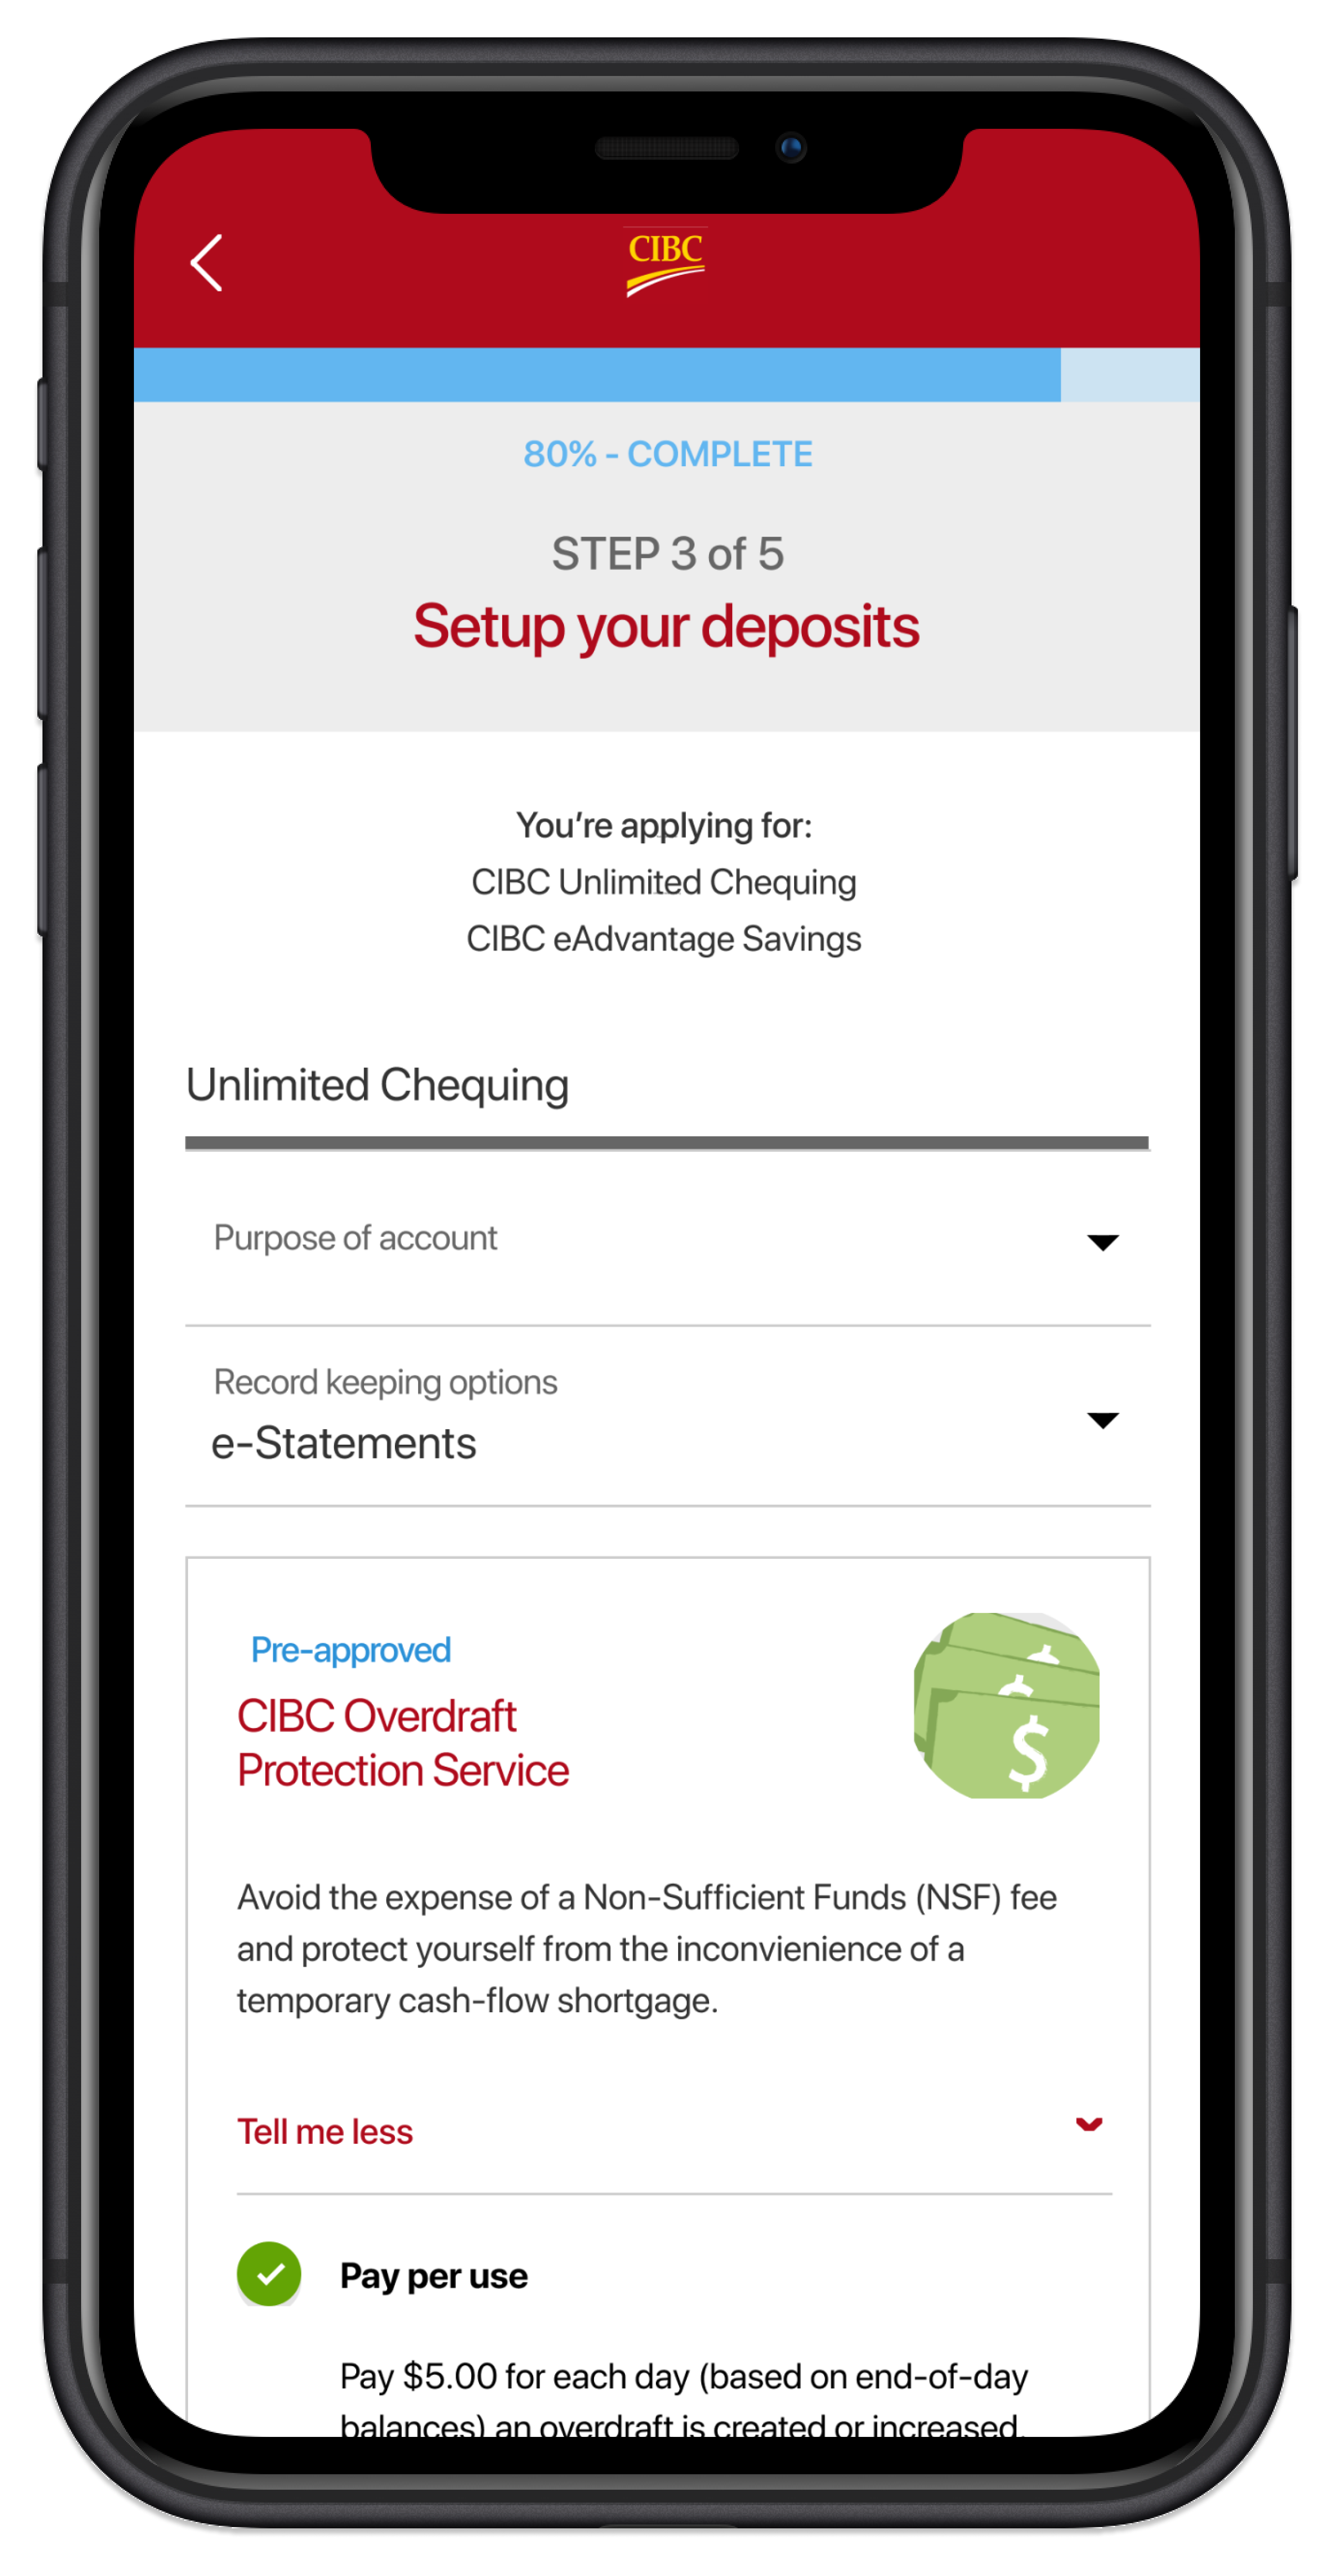 CIBC
80% - COMPLETE
STEP 3 of 5
Setup your deposits
You're applying for:
CIBC Unlimited Chequing
CIBC eAdvantage Savings
Unlimited Chequing
Purpose of account
Record keeping options
e-Statements
Pre-approved
CIBC Overdraft
Protection Service
$
Avoid the expense of a Non-Sufficient Funds (NSF) fee
and protect yourself from the inconvienience of a
temporary cash-flow shortgage.
Tell me less
Pay per use
Pay $5.00 for each day (based on end-of-day
balances) an overdraft is created or increased.